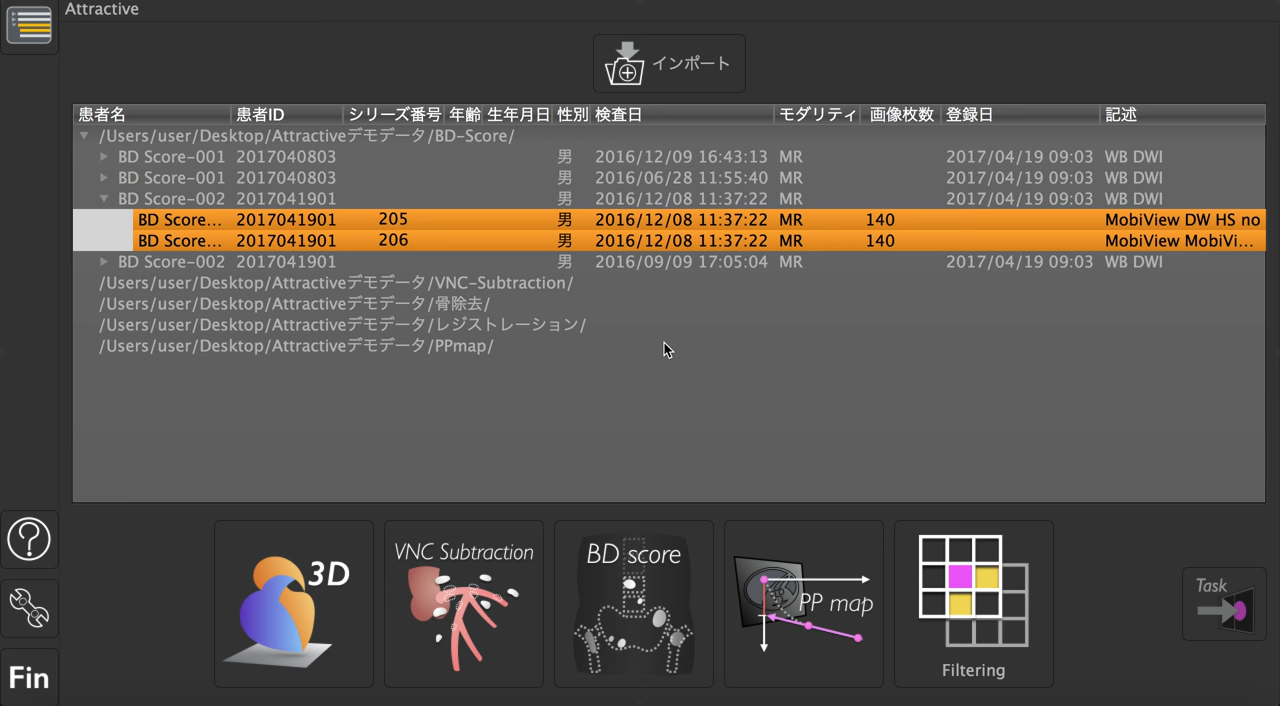 Attractive
インポート
患者名 患者ID シリーズ番号 年齢 生年月日 性別 検査日 モダリティ 画像枚数 登録日 記述
/Users/user/Desktop/Attractiveデモデータ/BD-Score/
BD Score-001 2017040803 男 2016/12/09 16:43:13 MR 2017/04/19 09:03 WB DWI
BD Score-001 2017040803 男 2016/06/28 11:55:40 MR 2017/04/19 09:03 WB DWI
BD Score-002 2017041901 男 2016/12/08 11:37:22 MR 2017/04/19 09:03 WB DWI
BD Score... 2017041901 205 男 2016/12/08 11:37:22 MR 140 MobiView DW HS no
BD Score... 2017041901 206 男 2016/12/08 11:37:22 MR 140 MobiView MobiVi...
BD Score-002 2017041901 男 2016/09/09 17:05:04 MR 2017/04/19 09:03 WB DWI
/Users/user/Desktop/Attractiveデモデータ/VNC-Subtraction/
/Users/user/Desktop/Attractiveデモデータ/骨除去/
/Users/user/Desktop/Attractiveデモデータ/レジストレーション/
/Users/user/Desktop/Attractiveデモデータ/PPmap/
3D
VNC Subtraction
BD score
PP map
Filtering
Task
Fin